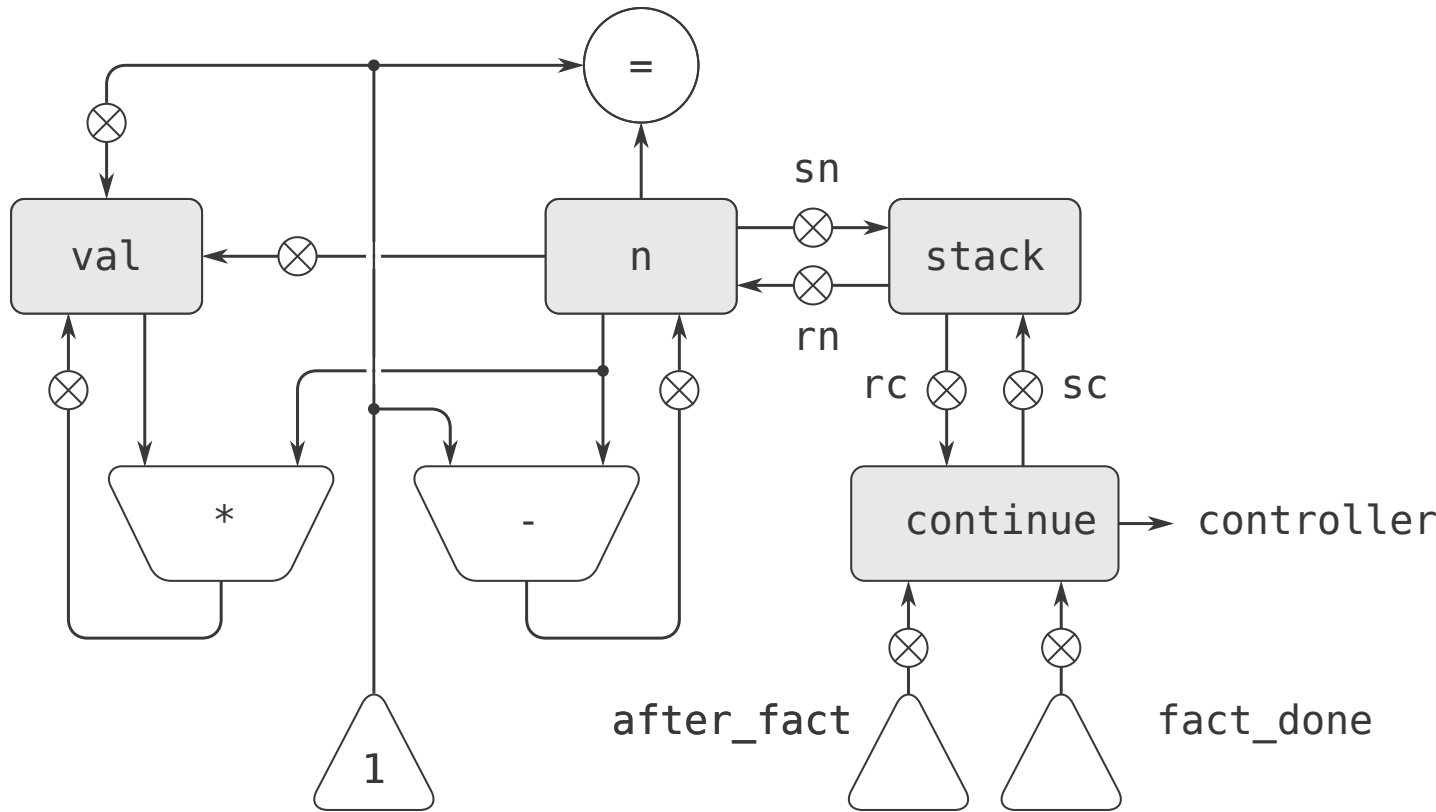 =
sn
val
n
stack
rn
rc
sc
*
-
continue
controller
after_fact
fact_done
1